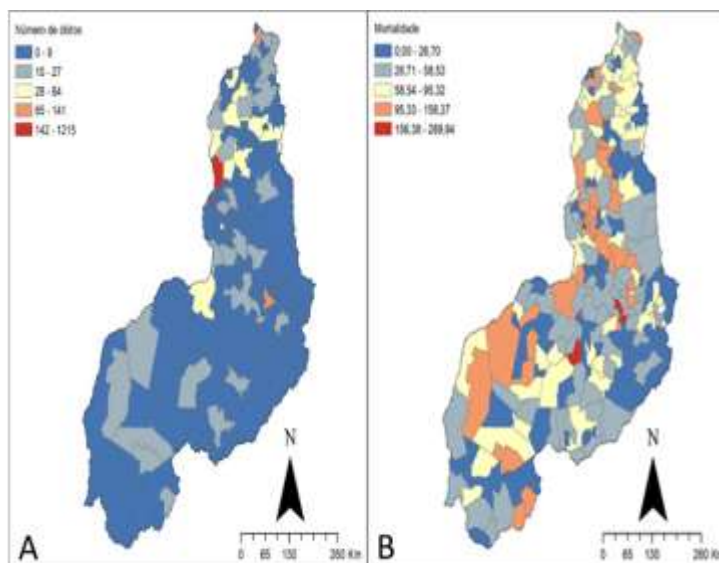 Número de óbitos
0 - 9
10 - 27
28 - 64
65 - 141
142 - 1215
N
A
0 65 130 260 Km
Mortalidade
0,00 - 26,70
26,71 - 58,53
58,54 - 95,32
95,33 - 156,37
156,38 - 269,84
N
B
0 65 130 260 Km